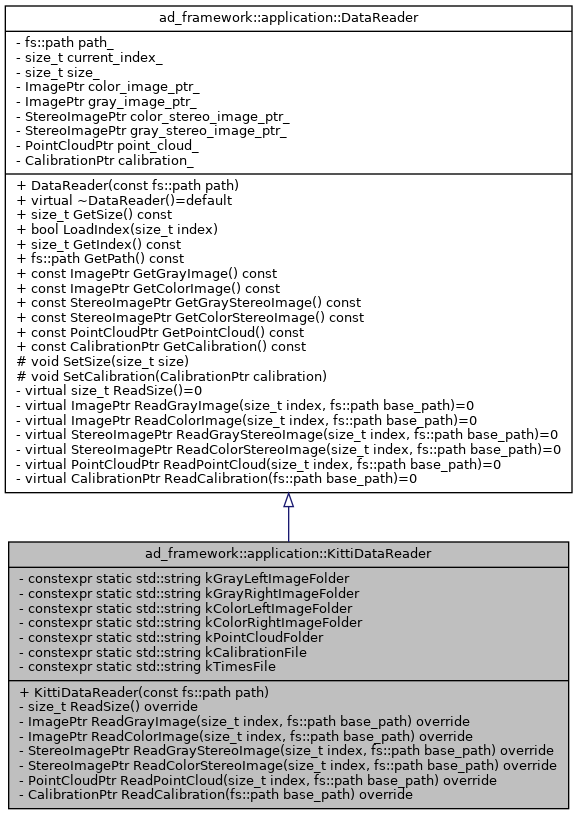 ad_framework::application::DataReader
- fs::path path_
- size_t current_index_
- size_t size_
- ImagePtr color_image_ptr_
- ImagePtr gray_image_ptr_
- StereoImagePtr color_stereo_image_ptr_
- StereoImagePtr gray_stereo_image_ptr_
- PointCloudPtr point_cloud_
- CalibrationPtr calibration_
+ DataReader(const fs::path path)
+ virtual ~DataReader()=default
+ size_t GetSize() const
+ bool LoadIndex(size_t index)
+ size_t GetIndex() const
+ fs::path GetPath() const
+ const ImagePtr GetGrayImage() const
+ const ImagePtr GetColorImage() const
+ const StereoImagePtr GetGrayStereoImage() const
+ const StereoImagePtr GetColorStereoImage() const
+ const PointCloudPtr GetPointCloud() const
+ const CalibrationPtr GetCalibration() const
# void SetSize(size_t size)
# void SetCalibration(CalibrationPtr calibration)
- virtual size_t ReadSize()=0
- virtual ImagePtr ReadGrayImage(size_t index, fs::path base_path)=0
- virtual ImagePtr ReadColorImage(size_t index, fs::path base_path)=0
- virtual StereoImagePtr ReadGrayStereoImage(size_t index, fs::path base_path)=0
- virtual StereoImagePtr ReadColorStereoImage(size_t index, fs::path base_path)=0
- virtual PointCloudPtr ReadPointCloud(size_t index, fs::path base_path)=0
- virtual CalibrationPtr ReadCalibration(fs::path base_path)=0
ad_framework::application::KittiDataReader
- constexpr static std::string kGrayLeftImageFolder
- constexpr static std::string kGrayRightImageFolder
- constexpr static std::string kColorLeftImageFolder
- constexpr static std::string kColorRightImageFolder
- constexpr static std::string kPointCloudFolder
- constexpr static std::string kCalibrationFile
- constexpr static std::string kTimesFile
+ KittiDataReader(const fs::path path)
- size_t ReadSize() override
- ImagePtr ReadGrayImage(size_t index, fs::path base_path) override
- ImagePtr ReadColorImage(size_t index, fs::path base_path) override
- StereoImagePtr ReadGrayStereoImage(size_t index, fs::path base_path) override
- StereoImagePtr ReadColorStereoImage(size_t index, fs::path base_path) override
- PointCloudPtr ReadPointCloud(size_t index, fs::path base_path) override
- CalibrationPtr ReadCalibration(fs::path base_path) override